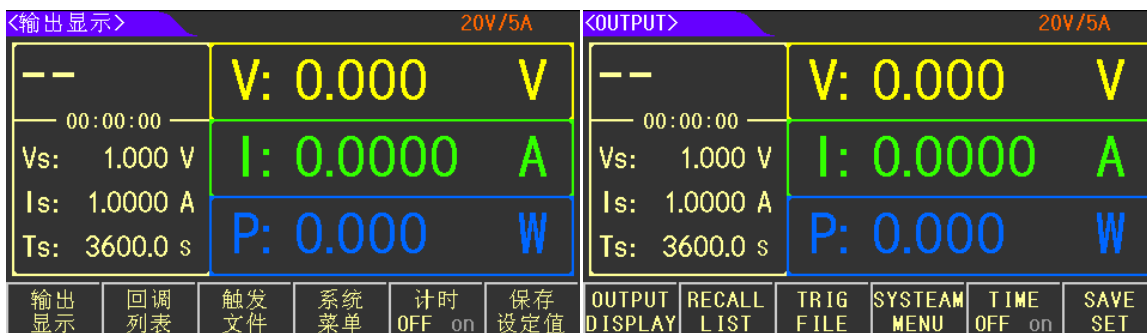 <输出显示> 20V/5A
--
00:00:00
Vs: 1.000 V
Is: 1.0000 A
Ts: 3600.0 s
V: 0.000 V
I: 0.0000 A
P: 0.000 W
输出显示
回调列表
触发文件
系统菜单
计时 OFF on
保存设定值
<OUTPUT> 20V/5A
--
00:00:00
Vs: 1.000 V
Is: 1.0000 A
Ts: 3600.0 s
V: 0.000 V
I: 0.0000 A
P: 0.000 W
OUTPUT DISPLAY
RECALL LIST
TRIG FILE
SYSTEAM MENU
TIME OFF on
SAVE SET